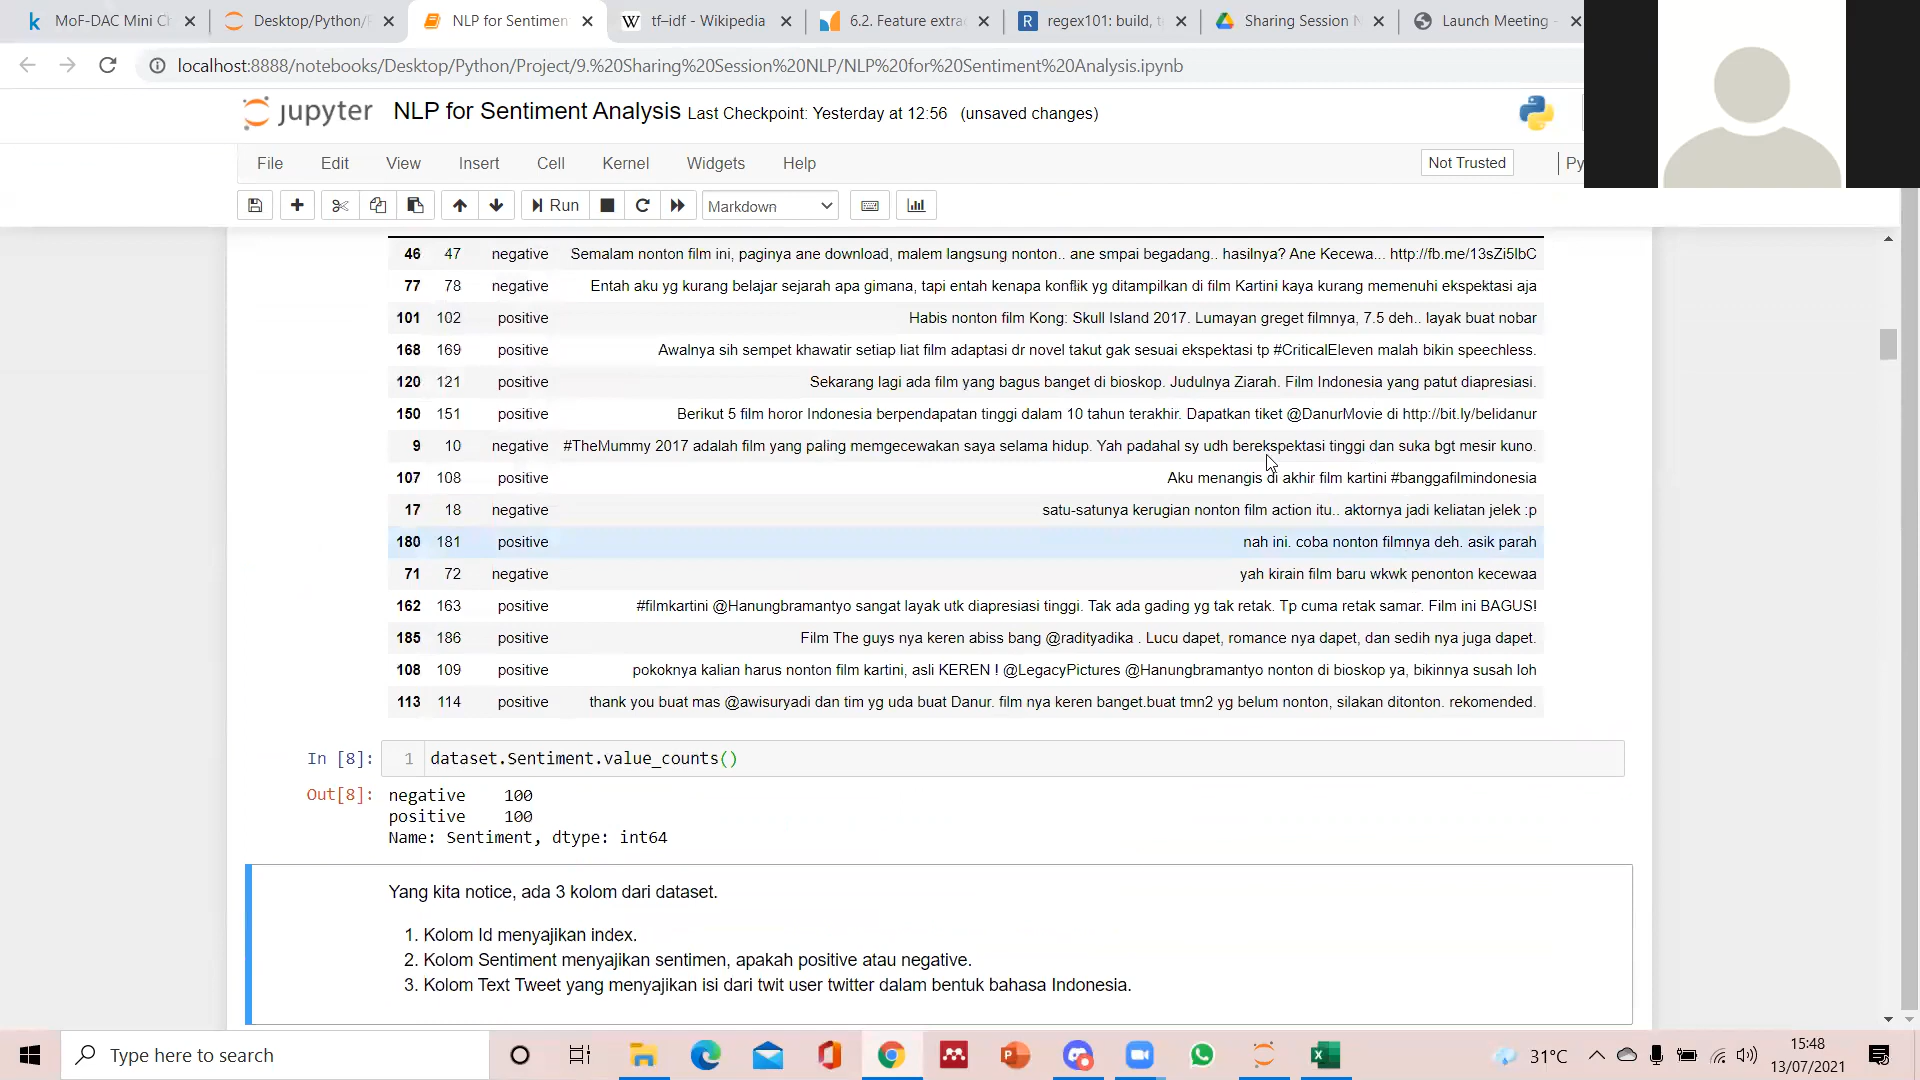 MoF-DAC Mini C
Desktop/Python/
NLP for Sentimen
tf–idf - Wikipedia
6.2. Feature extra
regex101: build, t
Sharing Session N
Launch Meeting -
localhost:8888/notebooks/Desktop/Python/Project/9.%20Sharing%20Session%20NLP/NLP%20for%20Sentiment%20Analysis.ipynb
jupyter NLP for Sentiment Analysis Last Checkpoint: Yesterday at 12:56 (unsaved changes)
File Edit View Insert Cell Kernel Widgets Help Not Trusted Py
Run Markdown
46 47 negative Semalam nonton film ini, paginya ane download, malem langsung nonton.. ane smpai begadang.. hasilnya? Ane Kecewa... http://fb.me/13sZi5lbC
77 78 negative Entah aku yg kurang belajar sejarah apa gimana, tapi entah kenapa konflik yg ditampilkan di film Kartini kaya kurang memenuhi ekspektasi aja
101 102 positive Habis nonton film Kong: Skull Island 2017. Lumayan greget filmnya, 7.5 deh.. layak buat nobar
168 169 positive Awalnya sih sempet khawatir setiap liat film adaptasi dr novel takut gak sesuai ekspektasi tp #CriticalEleven malah bikin speechless.
120 121 positive Sekarang lagi ada film yang bagus banget di bioskop. Judulnya Ziarah. Film Indonesia yang patut diapresiasi.
150 151 positive Berikut 5 film horor Indonesia berpendapatan tinggi dalam 10 tahun terakhir. Dapatkan tiket @DanurMovie di http://bit.ly/belidanur
9 10 negative #TheMummy 2017 adalah film yang paling memgecewakan saya selama hidup. Yah padahal sy udh berekspektasi tinggi dan suka bgt mesir kuno.
107 108 positive Aku menangis di akhir film kartini #banggafilmindonesia
17 18 negative satu-satunya kerugian nonton film action itu.. aktornya jadi keliatan jelek :p
180 181 positive nah ini. coba nonton filmnya deh. asik parah
71 72 negative yah kirain film baru wkwk penonton kecewaa
162 163 positive #filmkartini @Hanungbramantyo sangat layak utk diapresiasi tinggi. Tak ada gading yg tak retak. Tp cuma retak samar. Film ini BAGUS!
185 186 positive Film The guys nya keren abiss bang @radityadika . Lucu dapet, romance nya dapet, dan sedih nya juga dapet.
108 109 positive pokoknya kalian harus nonton film kartini, asli KEREN ! @LegacyPictures @Hanungbramantyo nonton di bioskop ya, bikinnya susah loh
113 114 positive thank you buat mas @awisuryadi dan tim yg uda buat Danur. film nya keren banget.buat tmn2 yg belum nonton, silakan ditonton. rekomended.
In [8]: 1 dataset.Sentiment.value_counts()
Out[8]: negative 100
positive 100
Name: Sentiment, dtype: int64
Yang kita notice, ada 3 kolom dari dataset.
1. Kolom Id menyajikan index.
2. Kolom Sentiment menyajikan sentimen, apakah positive atau negative.
3. Kolom Text Tweet yang menyajikan isi dari twit user twitter dalam bentuk bahasa Indonesia.
Type here to search
31°C
15:48
13/07/2021